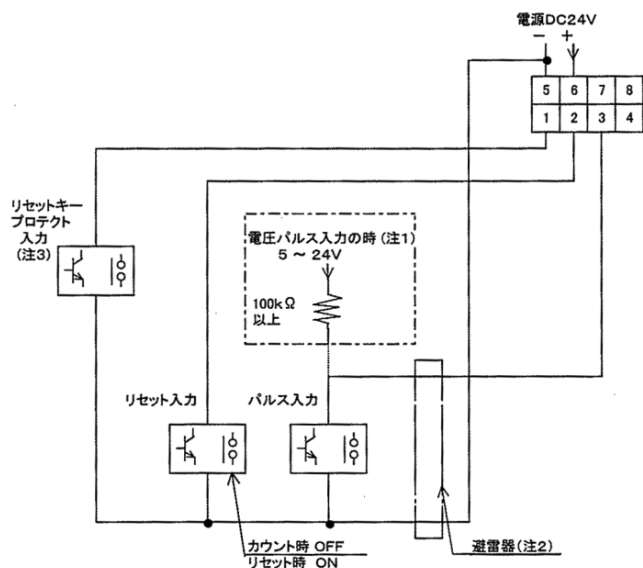 電源DC24V
− +
5 6 7 8
1 2 3 4
リセットキー
プロテクト
入力
(注3)
電圧パルス入力の時(注1)
5 ~ 24V
100kΩ
以上
リセット入力
パルス入力
カウント時 OFF
リセット時 ON
避雷器(注2)